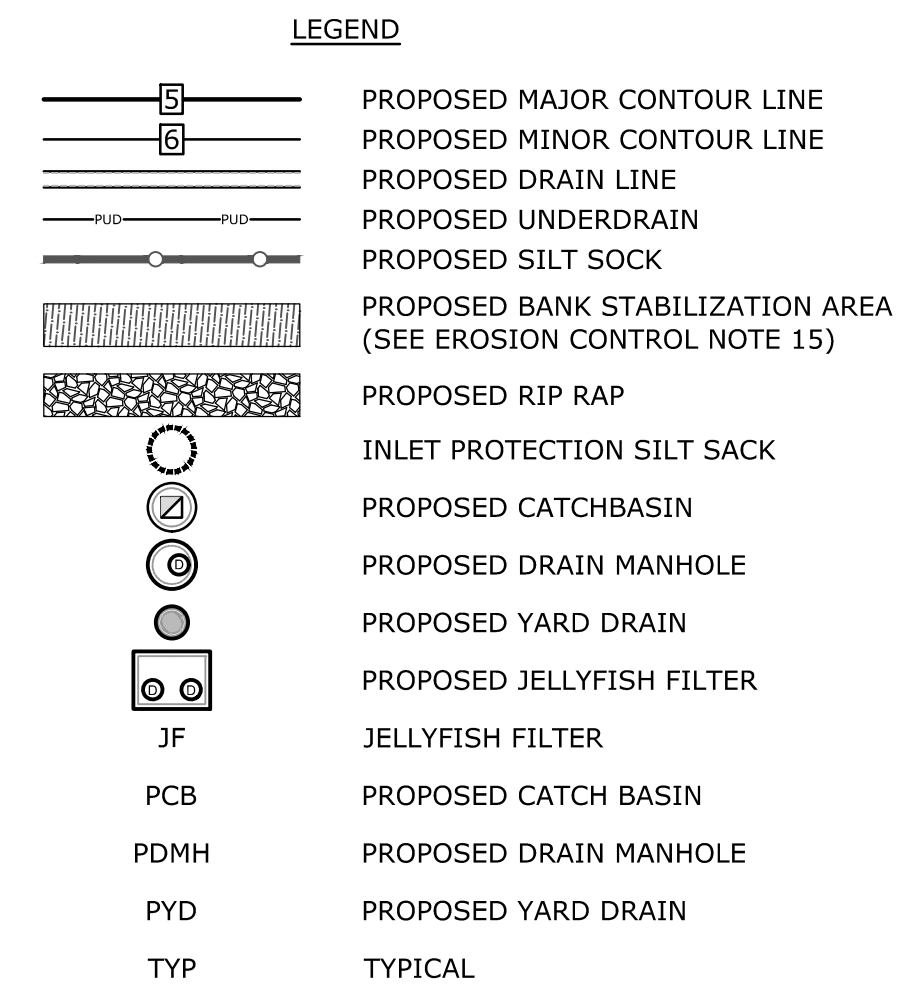 LEGEND
5 PROPOSED MAJOR CONTOUR LINE
6 PROPOSED MINOR CONTOUR LINE
PROPOSED DRAIN LINE
PUD PUD PROPOSED UNDERDRAIN
PROPOSED SILT SOCK
PROPOSED BANK STABILIZATION AREA
(SEE EROSION CONTROL NOTE 15)
PROPOSED RIP RAP
INLET PROTECTION SILT SACK
PROPOSED CATCHBASIN
D PROPOSED DRAIN MANHOLE
PROPOSED YARD DRAIN
D D PROPOSED JELLYFISH FILTER
JF JELLYFISH FILTER
PCB PROPOSED CATCH BASIN
PDMH PROPOSED DRAIN MANHOLE
PYD PROPOSED YARD DRAIN
TYP TYPICAL